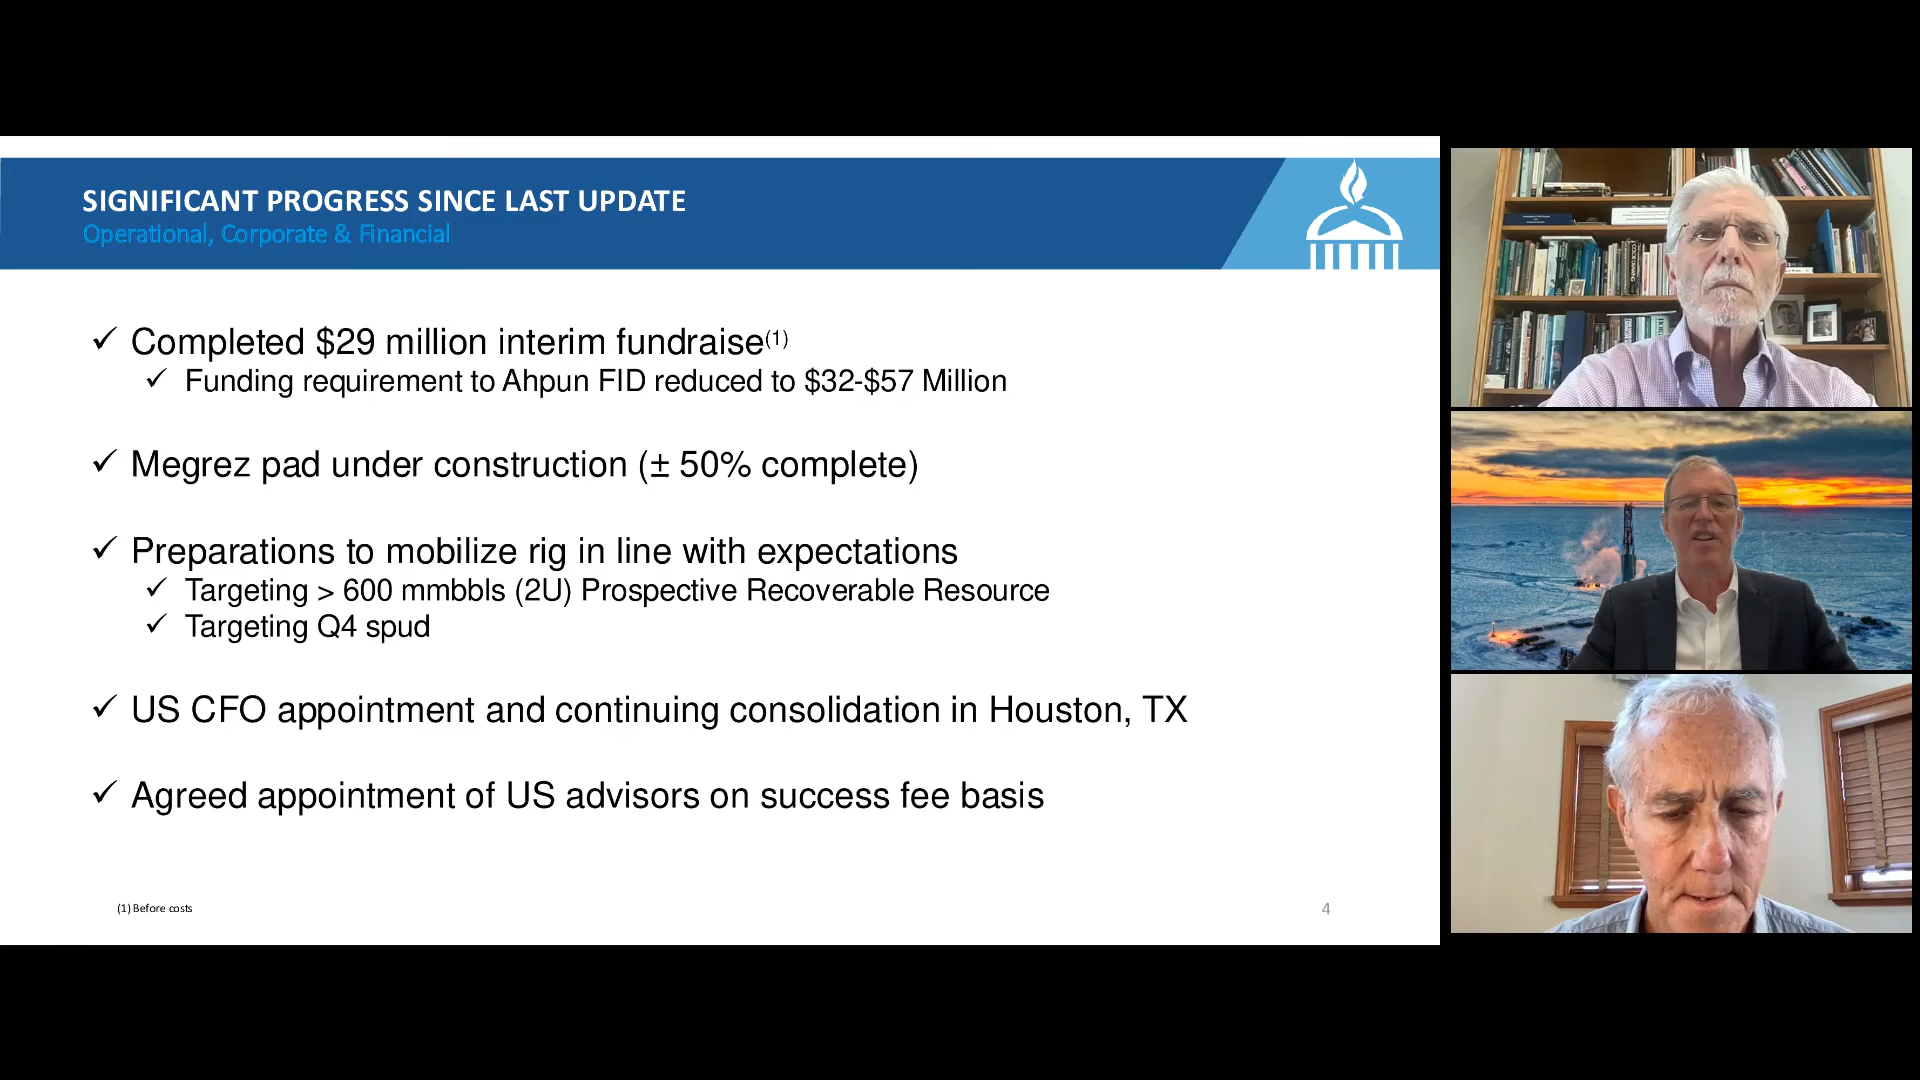 SIGNIFICANT PROGRESS SINCE LAST UPDATE
Operational, Corporate & Financial
✓ Completed $29 million interim fundraise(1)
✓ Funding requirement to Ahpun FID reduced to $32-$57 Million
✓ Megrez pad under construction (± 50% complete)
✓ Preparations to mobilize rig in line with expectations
✓ Targeting > 600 mmbbls (2U) Prospective Recoverable Resource
✓ Targeting Q4 spud
✓ US CFO appointment and continuing consolidation in Houston, TX
✓ Agreed appointment of US advisors on success fee basis
(1) Before costs
4